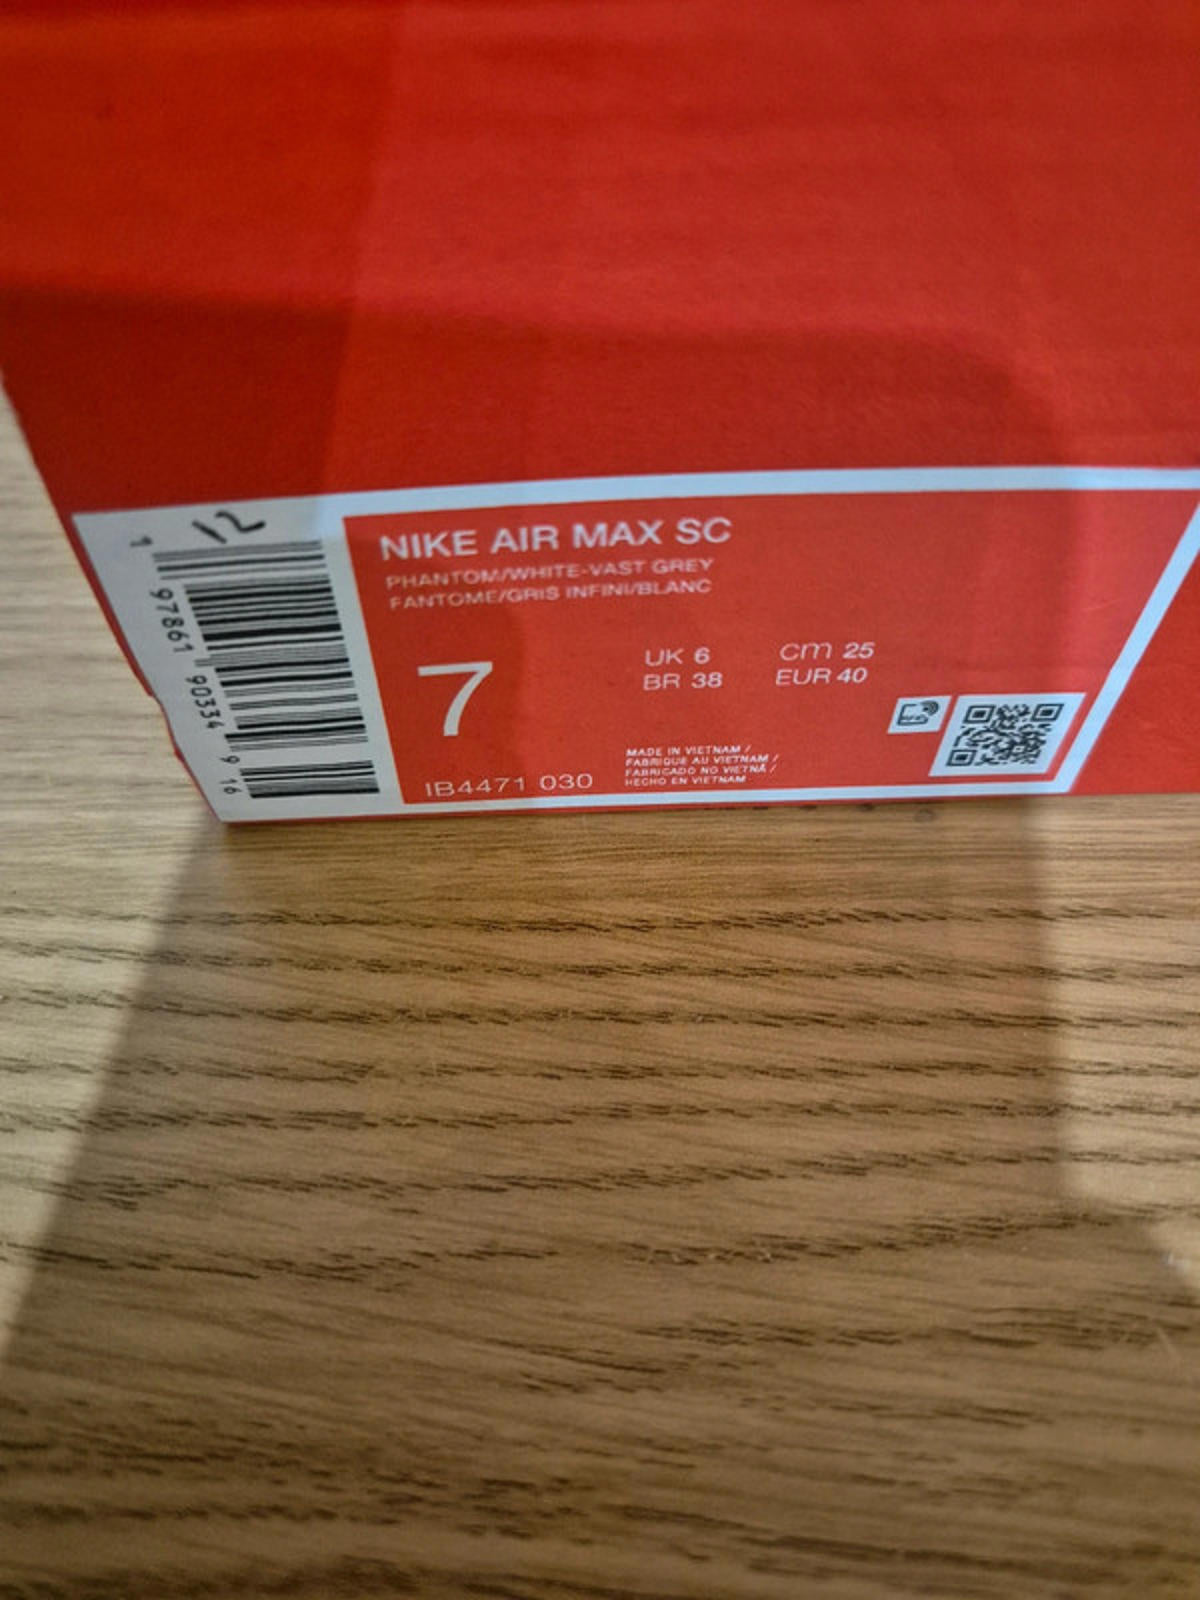 12
1 97861 90334 9 16
NIKE AIR MAX SC
PHANTOM/WHITE-VAST GREY
FANTOME/GRIS INFINI/BLANC
7
UK 6 cm 25
BR 38 EUR 40
MADE IN VIETNAM /
FABRIQUE AU VIETNAM /
FABRICADO NO VIETNÃ /
HECHO EN VIETNAM
IB4471 030